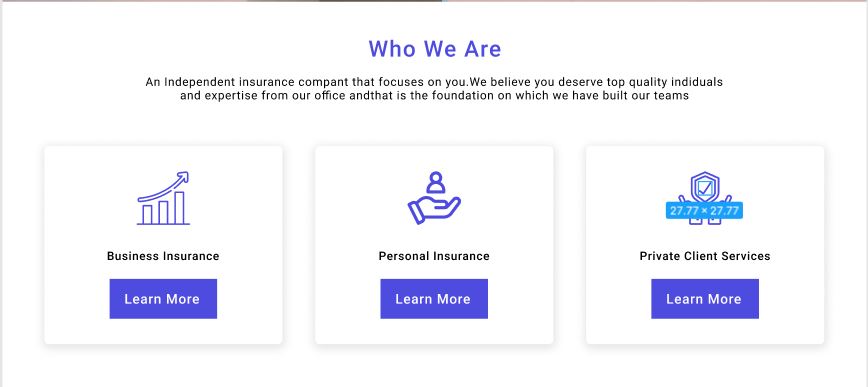 Who We Are
An Independent insurance compant that focuses on you.We believe you deserve top quality indiduals
and expertise from our office andthat is the foundation on which we have built our teams
27.77 × 27.77
Business Insurance
Personal Insurance
Private Client Services
Learn More
Learn More
Learn More